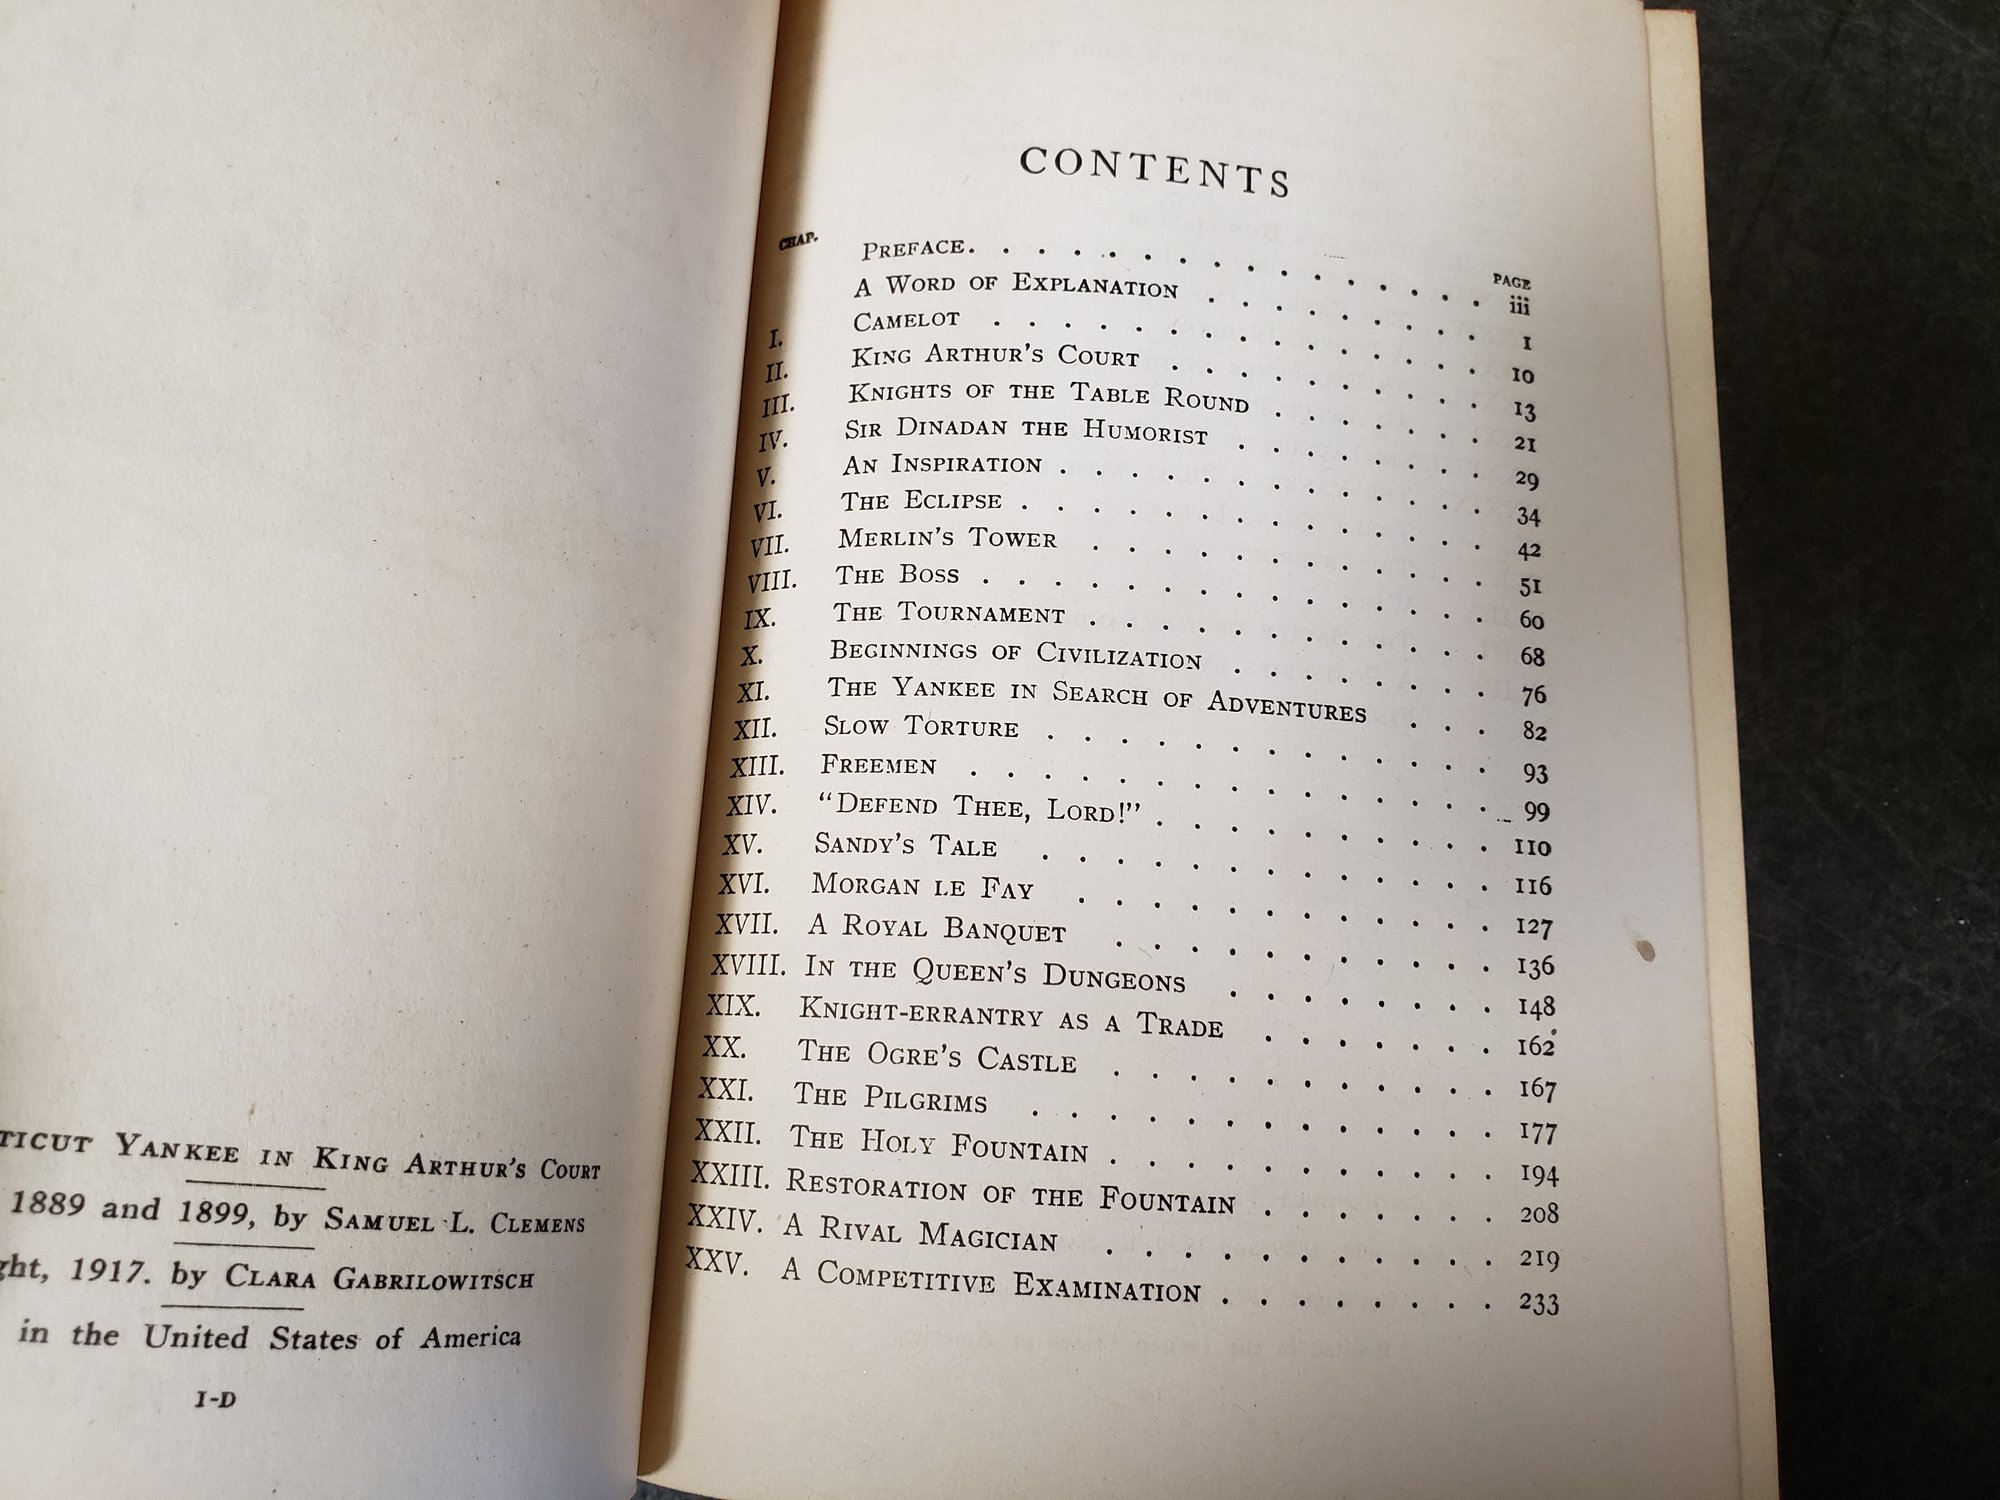 TICUT YANKEE IN KING ARTHUR'S COURT
1889 and 1899, by SAMUEL L. CLEMENS
ght, 1917. by CLARA GABRILOWITSCH
in the United States of America
I-D
CONTENTS
CHAP. PAGE
PREFACE. . . . . . . . . . . . . . . iii
A WORD OF EXPLANATION . . . . . . . . 1
I. CAMELOT . . . . . . . . . . . . . . 10
II. KING ARTHUR'S COURT . . . . . . . . . 13
III. KNIGHTS OF THE TABLE ROUND . . . . . . 21
IV. SIR DINADAN THE HUMORIST . . . . . . . 29
V. AN INSPIRATION . . . . . . . . . . . . 34
VI. THE ECLIPSE . . . . . . . . . . . . . 42
VII. MERLIN'S TOWER . . . . . . . . . . . 51
VIII. THE BOSS . . . . . . . . . . . . . . 60
IX. THE TOURNAMENT . . . . . . . . . . . 68
X. BEGINNINGS OF CIVILIZATION . . . . . . . 76
XI. THE YANKEE IN SEARCH OF ADVENTURES . . . 82
XII. SLOW TORTURE . . . . . . . . . . . . 93
XIII. FREEMEN . . . . . . . . . . . . . . 99
XIV. "DEFEND THEE, LORD!" . . . . . . . . . 110
XV. SANDY'S TALE . . . . . . . . . . . . 116
XVI. MORGAN LE FAY . . . . . . . . . . . 127
XVII. A ROYAL BANQUET . . . . . . . . . . 136
XVIII. IN THE QUEEN'S DUNGEONS . . . . . . . 148
XIX. KNIGHT-ERRANTRY AS A TRADE . . . . . . 162
XX. THE OGRE'S CASTLE . . . . . . . . . . 167
XXI. THE PILGRIMS . . . . . . . . . . . . 177
XXII. THE HOLY FOUNTAIN . . . . . . . . . . 194
XXIII. RESTORATION OF THE FOUNTAIN . . . . . . 208
XXIV. A RIVAL MAGICIAN . . . . . . . . . . 219
XXV. A COMPETITIVE EXAMINATION . . . . . . . 233